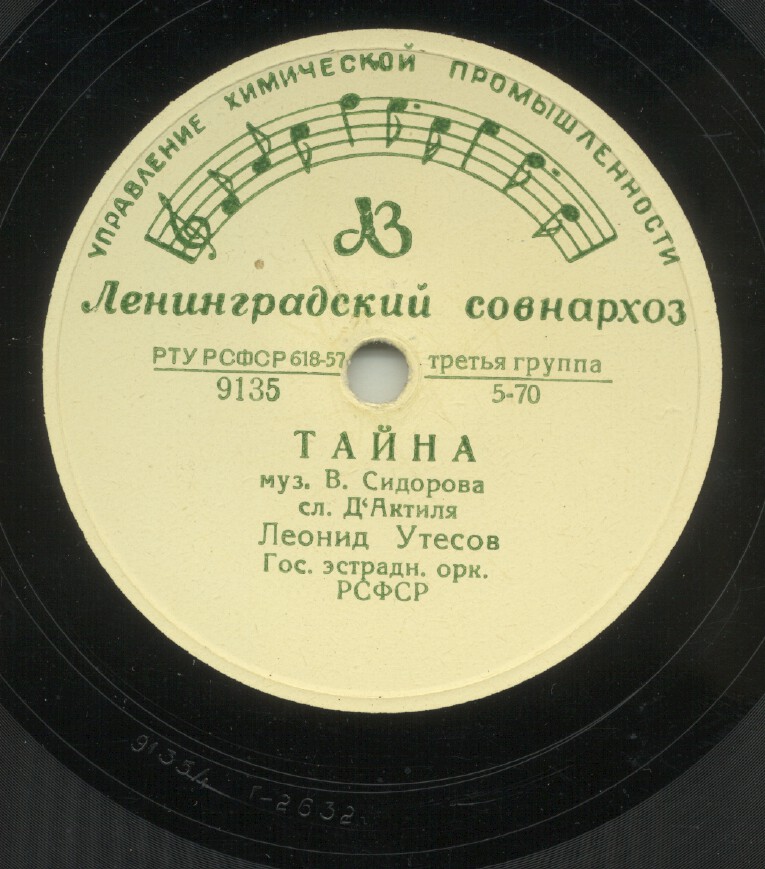 УПРАВЛЕНИЕ ХИМИЧЕСКОЙ ПРОМЫШЛЕННОСТИ
ЛЗ
Ленинградский совнархоз
РТУ РСФСР 618-57 третья группа
9135 5-70
ТАЙНА
муз. В. Сидорова
сл. Д‘Актиля
Леонид Утесов
Гос. эстрадн. орк.
РСФСР
Г-2632